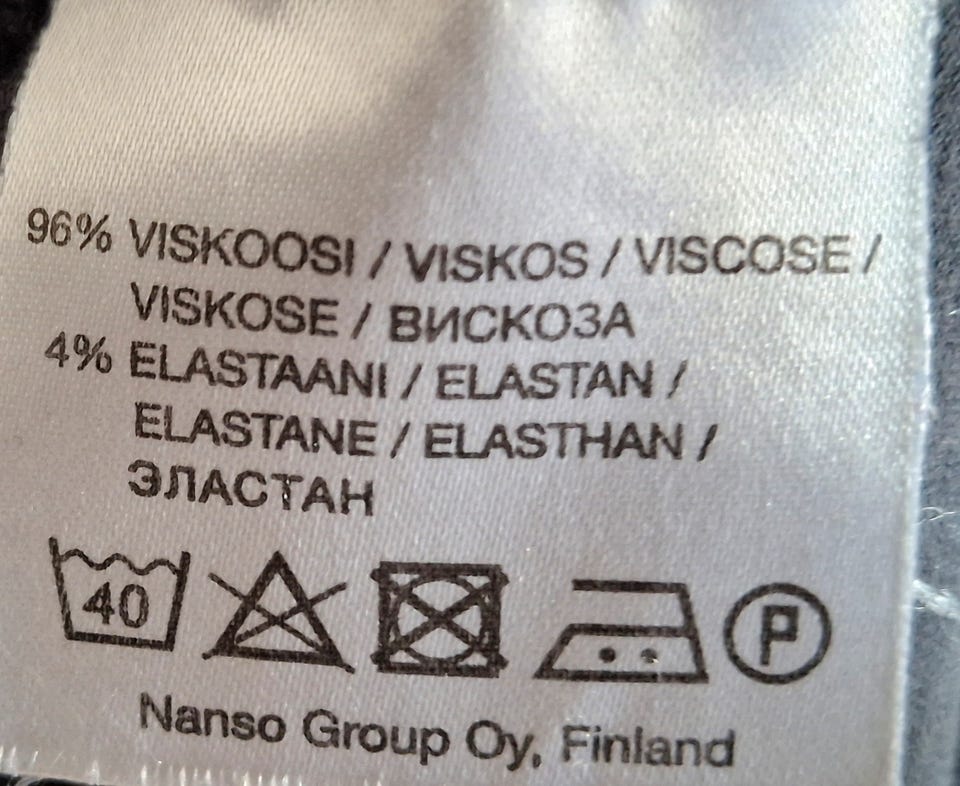 96% VISKOOSI / VISKOS / VISCOSE /
VISKOSE / ВИСКОЗА
4% ELASTAANI / ELASTAN /
ELASTANE / ELASTHAN /
ЭЛАСТАН
40 P
Nanso Group Oy, Finland